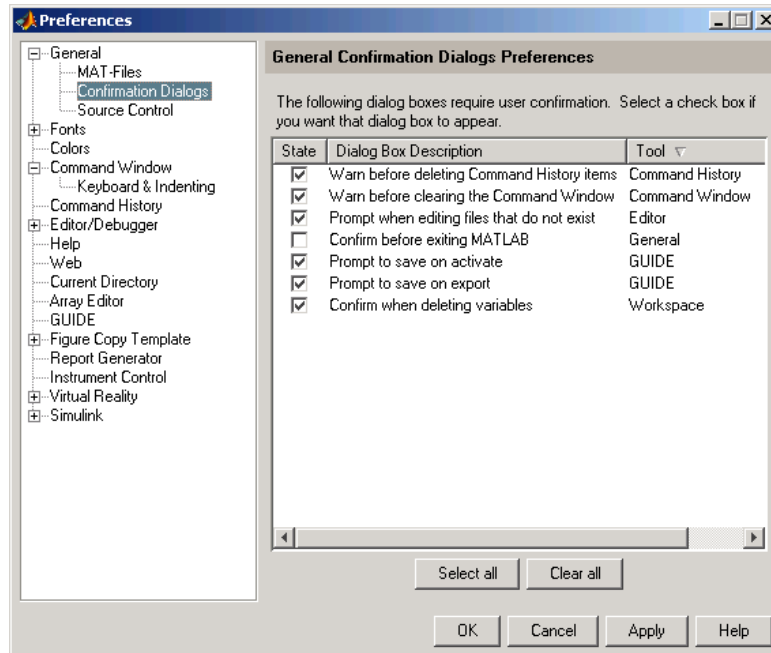 Preferences
General
MAT-Files
Confirmation Dialogs
Source Control
Fonts
Colors
Command Window
Keyboard & Indenting
Command History
Editor/Debugger
Help
Web
Current Directory
Array Editor
GUIDE
Figure Copy Template
Report Generator
Instrument Control
Virtual Reality
Simulink
General Confirmation Dialogs Preferences
The following dialog boxes require user confirmation. Select a check box if
you want that dialog box to appear.
State Dialog Box Description Tool
Warn before deleting Command History items Command History
Warn before clearing the Command Window Command Window
Prompt when editing files that do not exist Editor
Confirm before exiting MATLAB General
Prompt to save on activate GUIDE
Prompt to save on export GUIDE
Confirm when deleting variables Workspace
Select all Clear all
OK Cancel Apply Help